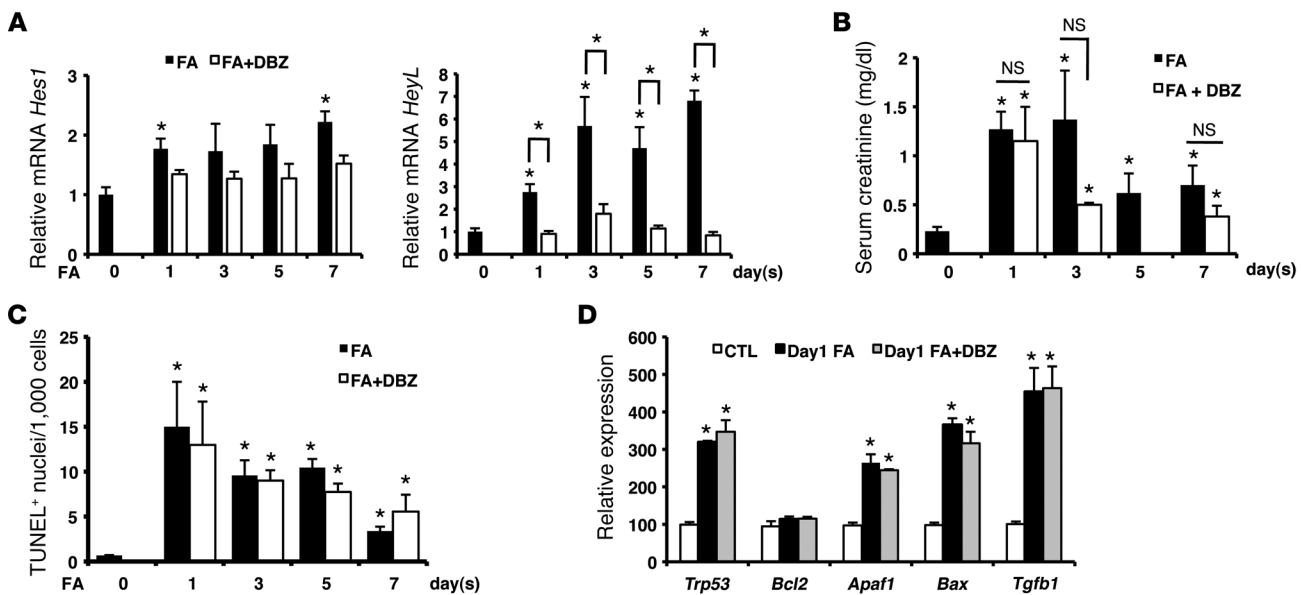 A
Relative mRNA Hes1
FA FA+DBZ
3
2
1
0
FA 0 1 3 5 7
Relative mRNA HeyL
8
7
6
5
4
3
2
1
0
* * * * * *
* * * *
0 1 3 5 7 day(s)
B
Serum creatinine (mg/dl)
FA
FA + DBZ
2
1.5
1
0.5
0
NS NS NS
* * * * * * *
0 1 3 5 7 day(s)
C
TUNEL+ nuclei/1,000 cells
FA
FA+DBZ
25
20
15
10
5
0
* * * * * * * *
FA 0 1 3 5 7 day(s)
D
Relative expression
CTL Day1 FA Day1 FA+DBZ
600
500
400
300
200
100
0
* * * * * * * *
Trp53 Bcl2 Apaf1 Bax Tgfb1